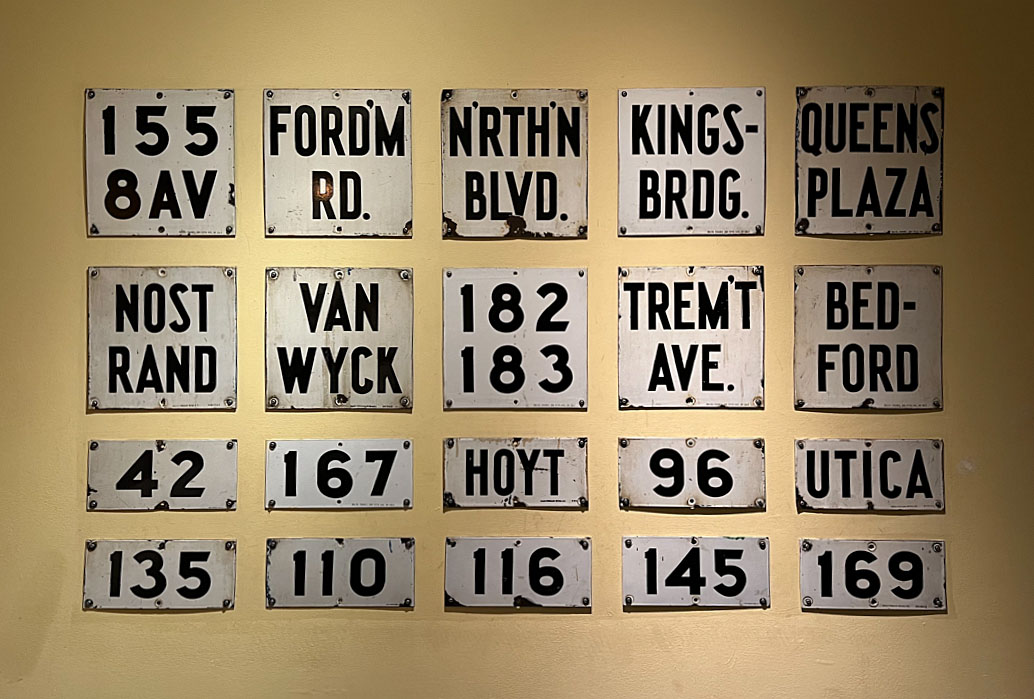 155
8AV
FORD'M
RD.
N'RTH'N
BLVD.
KINGS-
BRDG.
QUEENS
PLAZA
NOST
RAND
VAN
WYCK
182
183
TREM'T
AVE.
BED-
FORD
42
167
HOYT
96
UTICA
135
110
116
145
169